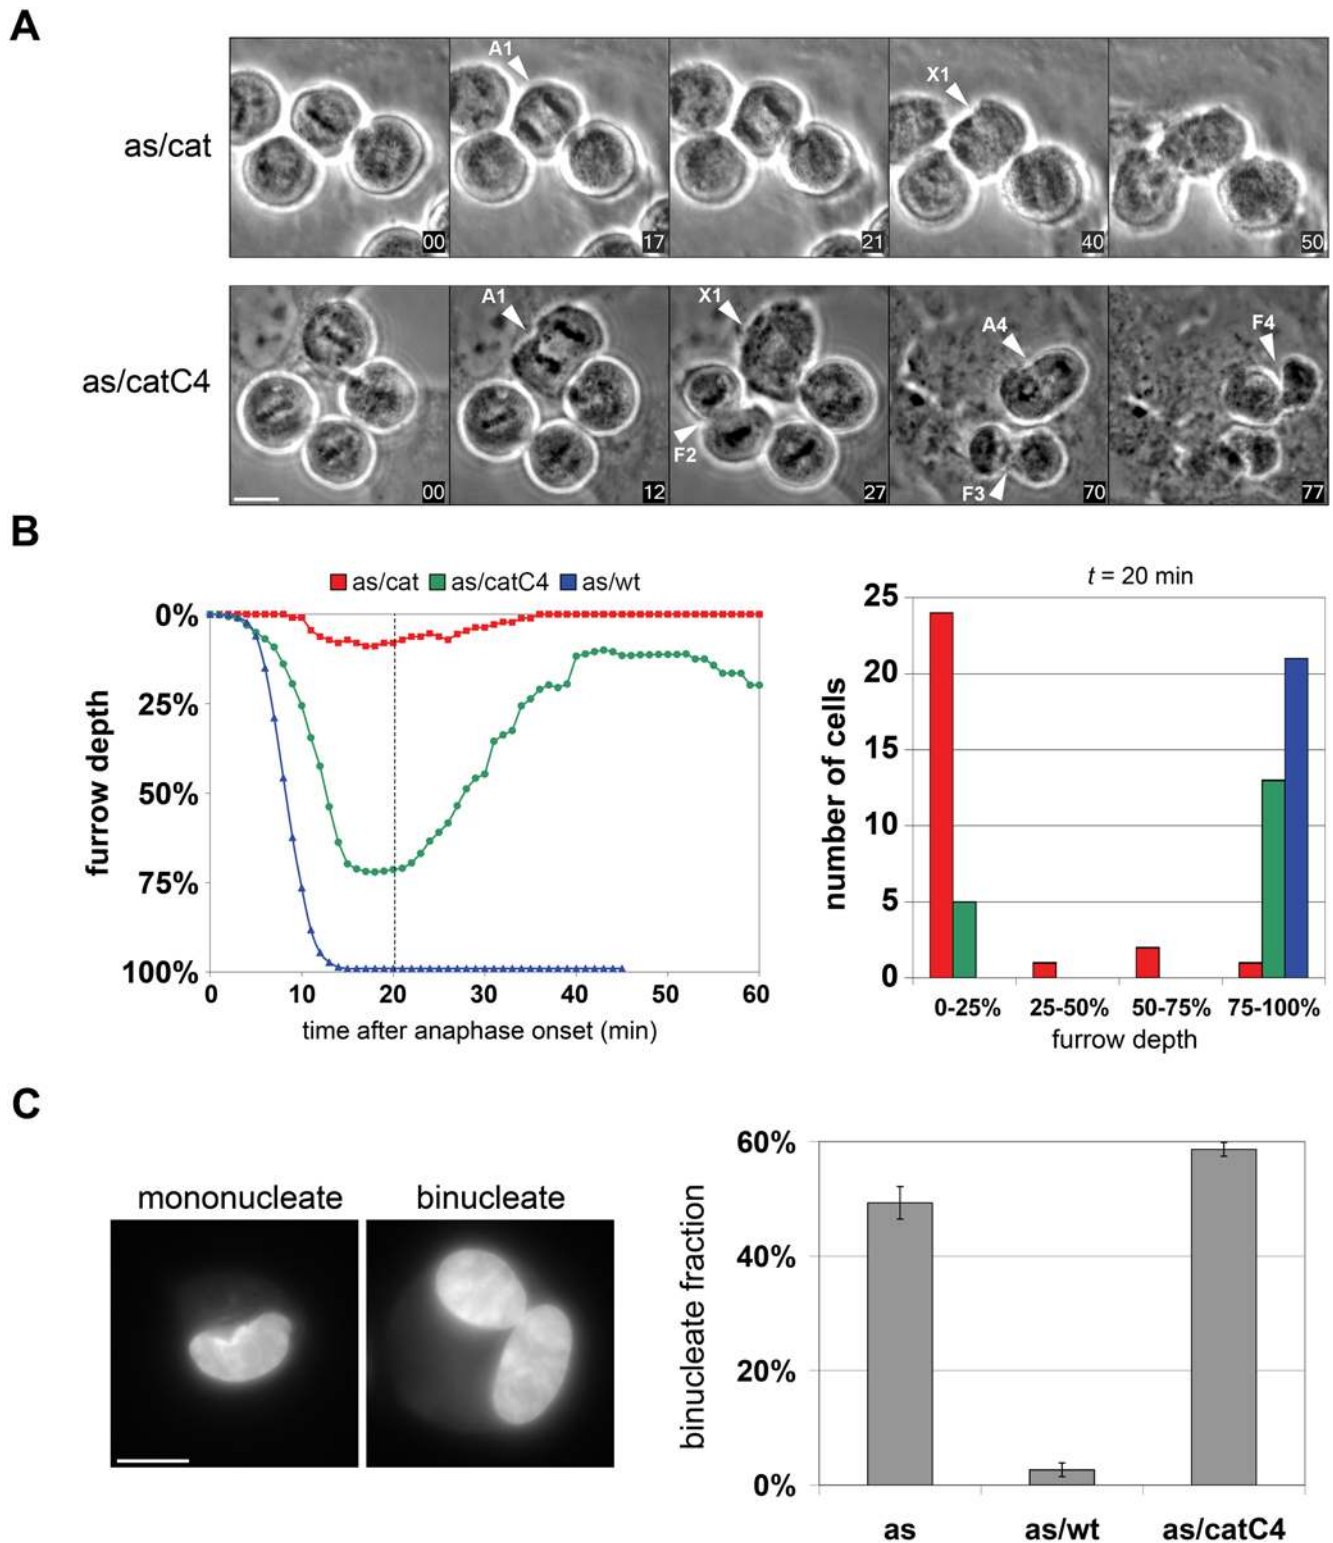 A
as/cat
A1
X1
00
17
21
40
50
as/catC4
A1
X1
F2
A4
F3
F4
00
12
27
70
77
B
as/cat as/catC4 as/wt
furrow depth
0%
25%
50%
75%
100%
0 10 20 30 40 50 60
time after anaphase onset (min)
t = 20 min
number of cells
25
20
15
10
5
0
0-25% 25-50% 50-75% 75-100%
furrow depth
C
mononucleate binucleate
binucleate fraction
60%
40%
20%
0%
as as/wt as/catC4